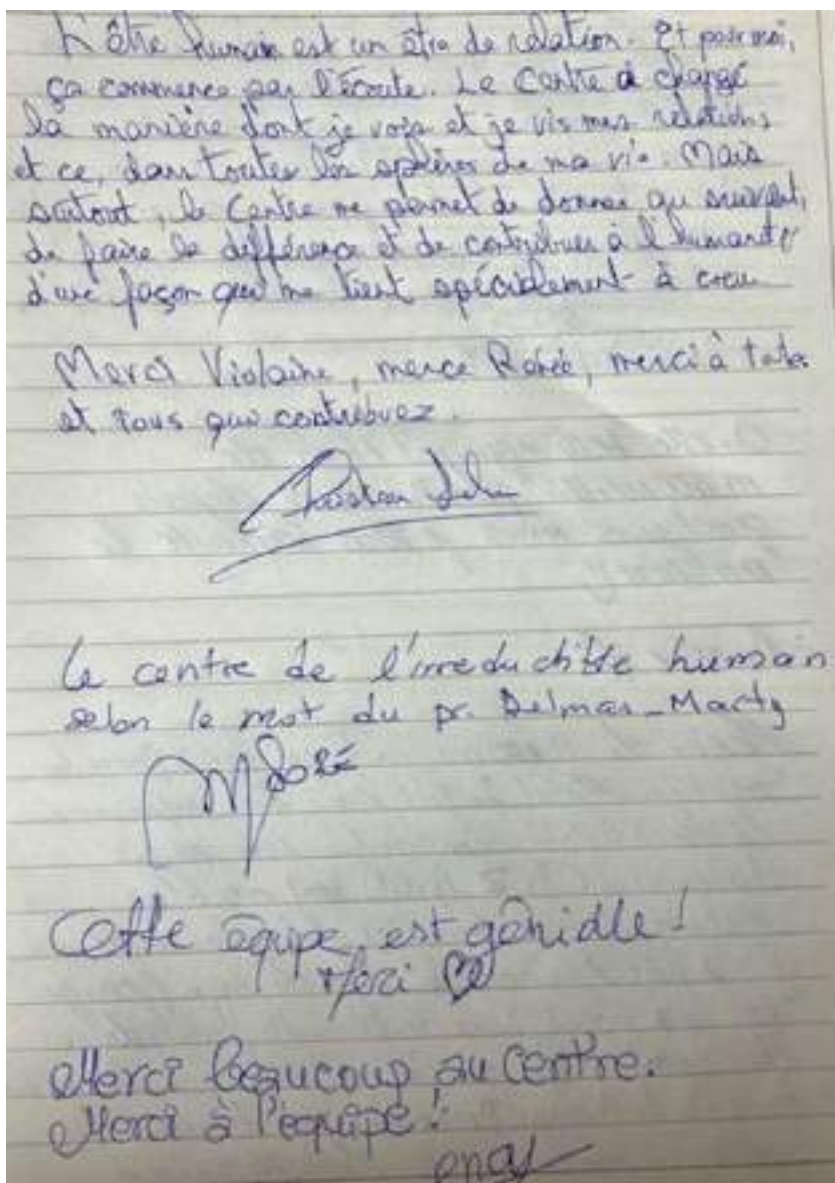 L'être humain est un être de relation. Et pour moi,
ça commence par l'écoute. Le Centre a changé
la manière dont je vois et je vis mes relations
et ce, dans toutes les sphères de ma vie. Mais
surtout, le Centre me permet de donner au suivant,
de faire la différence et de contribuer à l'humanité
d'une façon qui me tient spécialement à coeur
Merci Violaine, merci Renée, merci à toutes
et tous qui contribuez.
Le centre de l'irreductible humain
selon le mot du pr. Delmas-Marty
Cette équipe est géniale!
Merci
Merci beaucoup au Centre.
Merci à l'équipe!